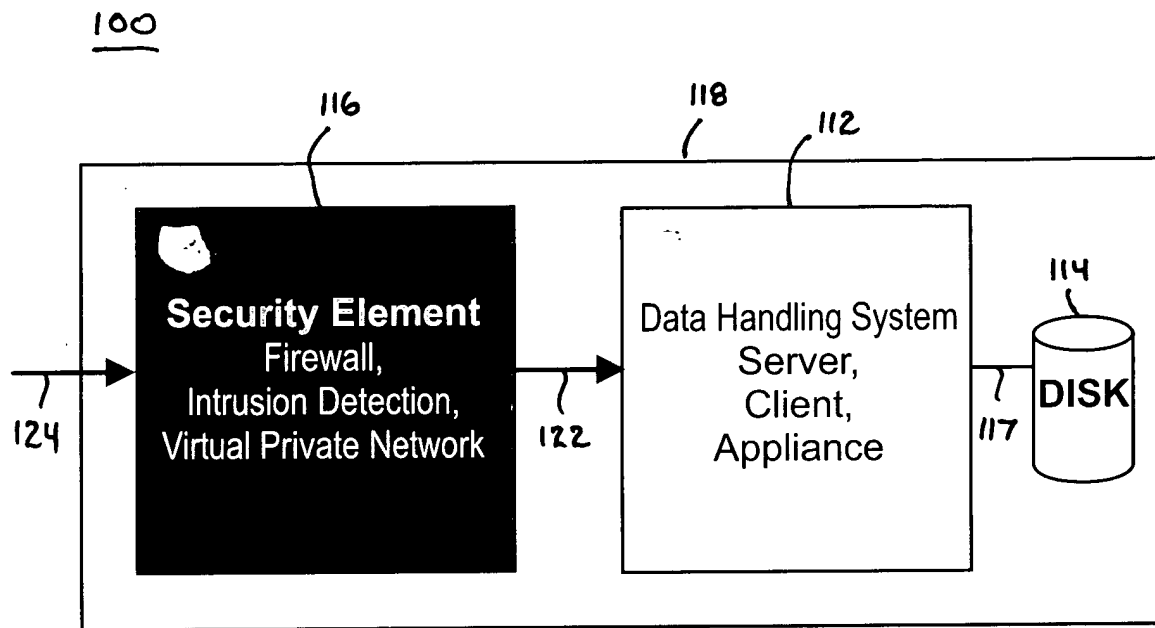 100
116
118
112
114
Security Element
Firewall,
Intrusion Detection,
Virtual Private Network
Data Handling System
Server,
Client,
Appliance
DISK
124
122
117